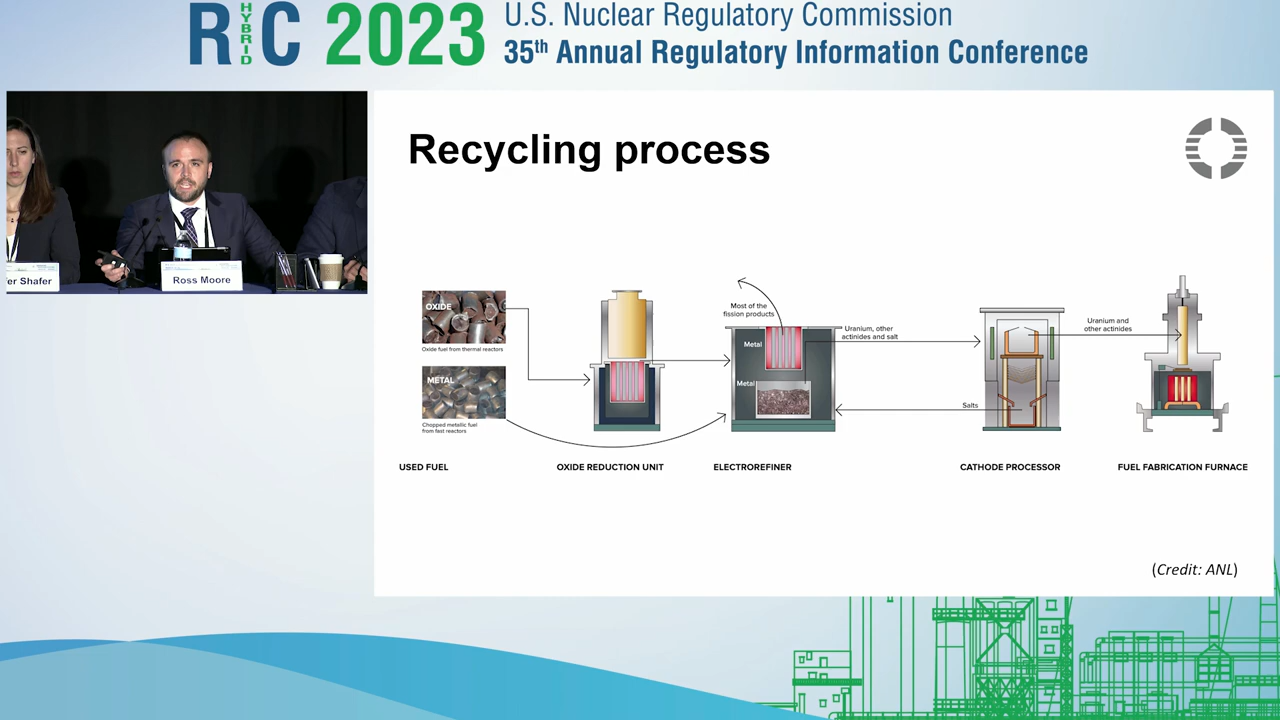 RIC 2023
HYBRID
U.S. Nuclear Regulatory Commission
35th Annual Regulatory Information Conference
er Shafer
Ross Moore
Recycling process
OXIDE
Oxide fuel from thermal reactors
METAL
Chopped metallic fuel
from fast reactors
Most of the
fission products
Metal
Metal
Uranium, other
actinides and salt
Salts
Uranium and
other actinides
USED FUEL
OXIDE REDUCTION UNIT
ELECTROREFINER
CATHODE PROCESSOR
FUEL FABRICATION FURNACE
(Credit: ANL)